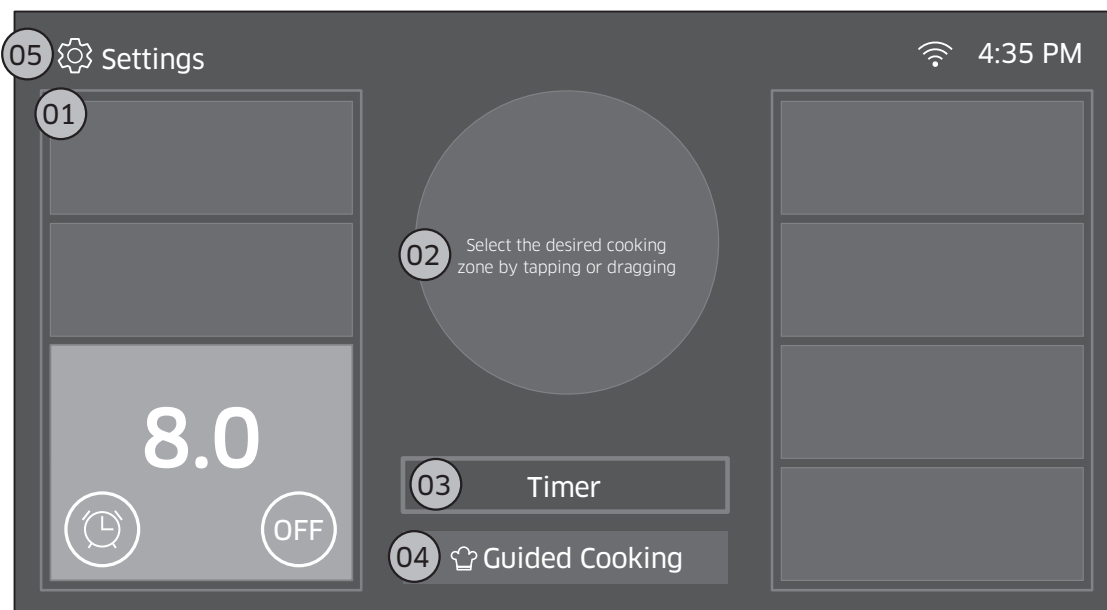 05 Settings 4:35 PM
01
02 Select the desired cooking
zone by tapping or dragging
8.0
03 Timer
OFF
04 Guided Cooking